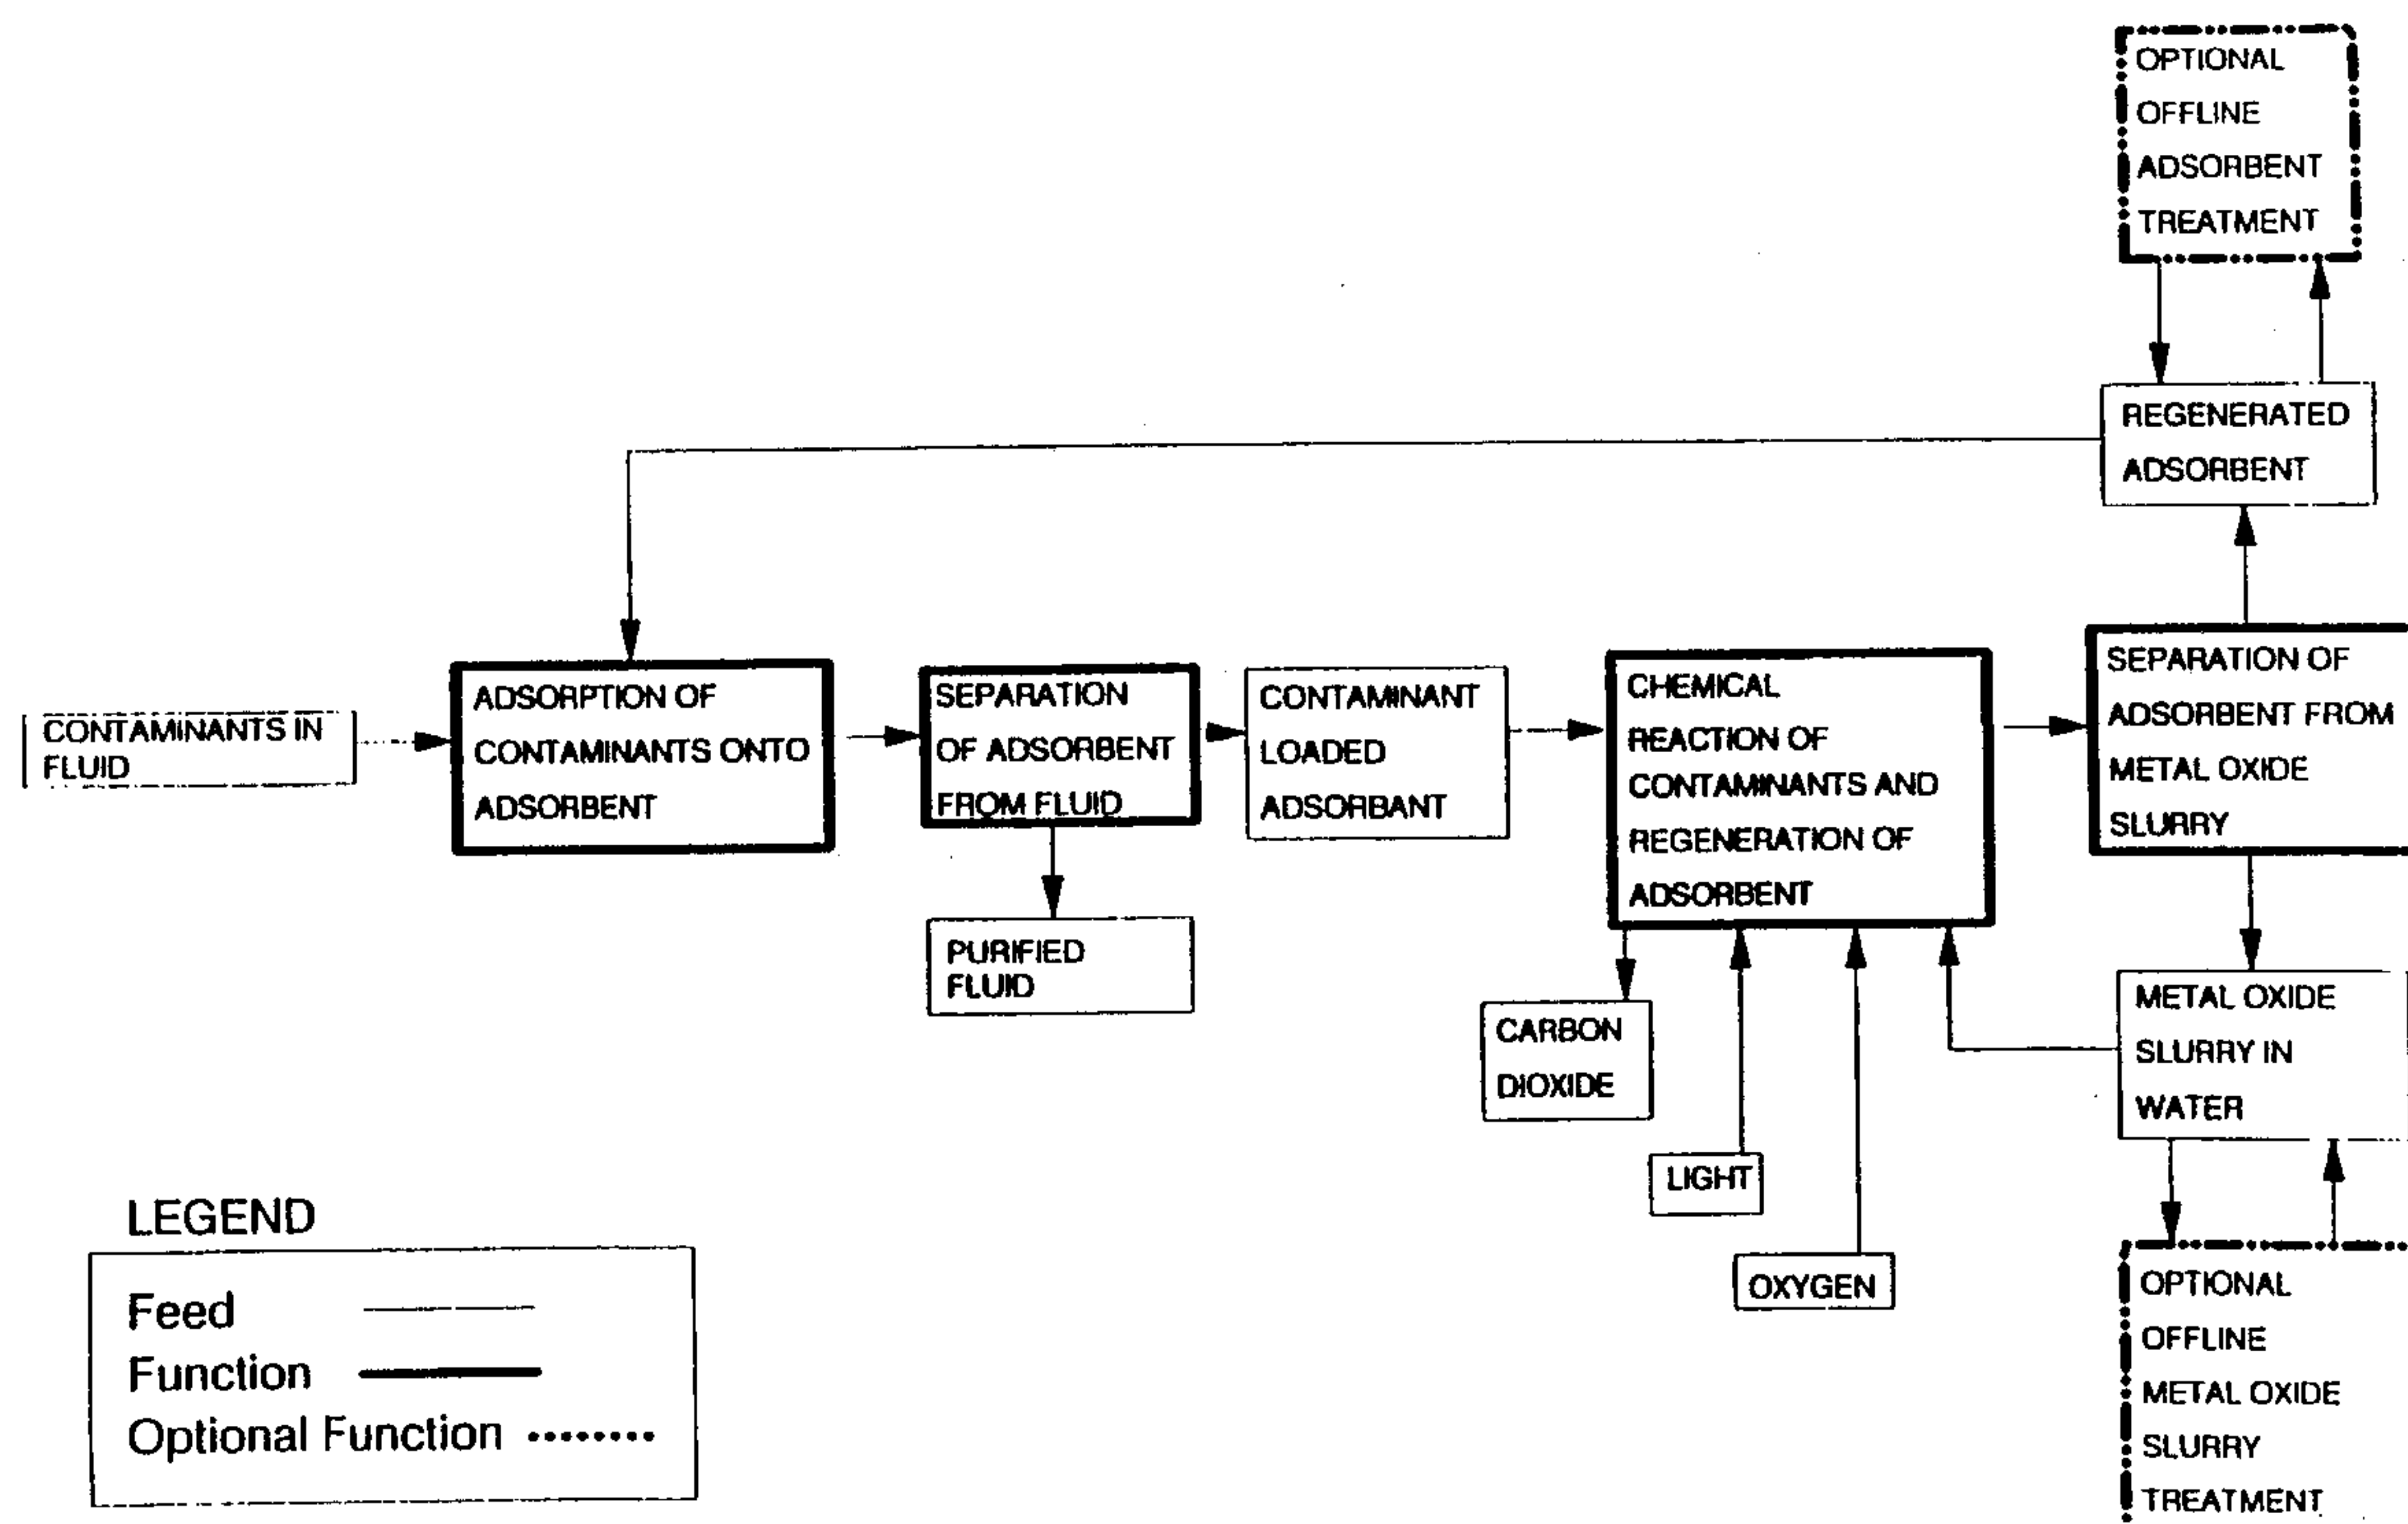 OPTIONAL
OFFLINE
ADSORBENT
TREATMENT
REGENERATED
ADSORBENT
CONTAMINANTS IN
FLUID
ADSORPTION OF
CONTAMINANTS ONTO
ADSORBENT
SEPARATION
OF ADSORBENT
FROM FLUID
CONTAMINANT
LOADED
ADSORBANT
CHEMICAL
REACTION OF
CONTAMINANTS AND
REGENERATION OF
ADSORBENT
SEPARATION OF
ADSORBENT FROM
METAL OXIDE
SLURRY
PURIFIED
FLUID
CARBON
DIOXIDE
LIGHT
OXYGEN
METAL OXIDE
SLURRY IN
WATER
OPTIONAL
OFFLINE
METAL OXIDE
SLURRY
TREATMENT
LEGEND
Feed
Function
Optional Function